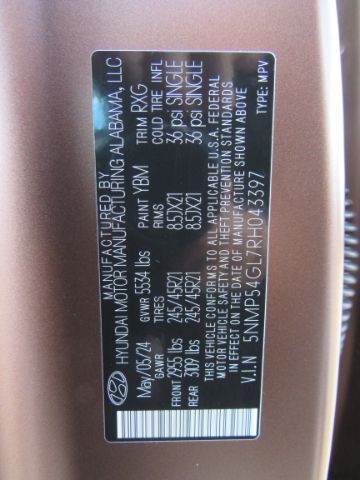 MANUFACTURED BY
HYUNDAI MOTOR MANUFACTURING ALABAMA, LLC
May/05/24 GVWR 5534 lbs PAINT YBM TRIM RXG
GAWR TIRES RIMS COLD TIRE INFL
FRONT 2955 lbs 245/45R21 8.5JX21 36 psi SINGLE
REAR 3109 lbs 245/45R21 8.5JX21 36 psi SINGLE
THIS VEHICLE CONFORMS TO ALL APPLICABLE U.S.A. FEDERAL
MOTOR VEHICLE SAFETY AND THEFT PREVENTION STANDARDS
IN EFFECT ON THE DATE OF MANUFACTURE SHOWN ABOVE
V.I.N 5NMP54GL7RH043397 TYPE: MPV